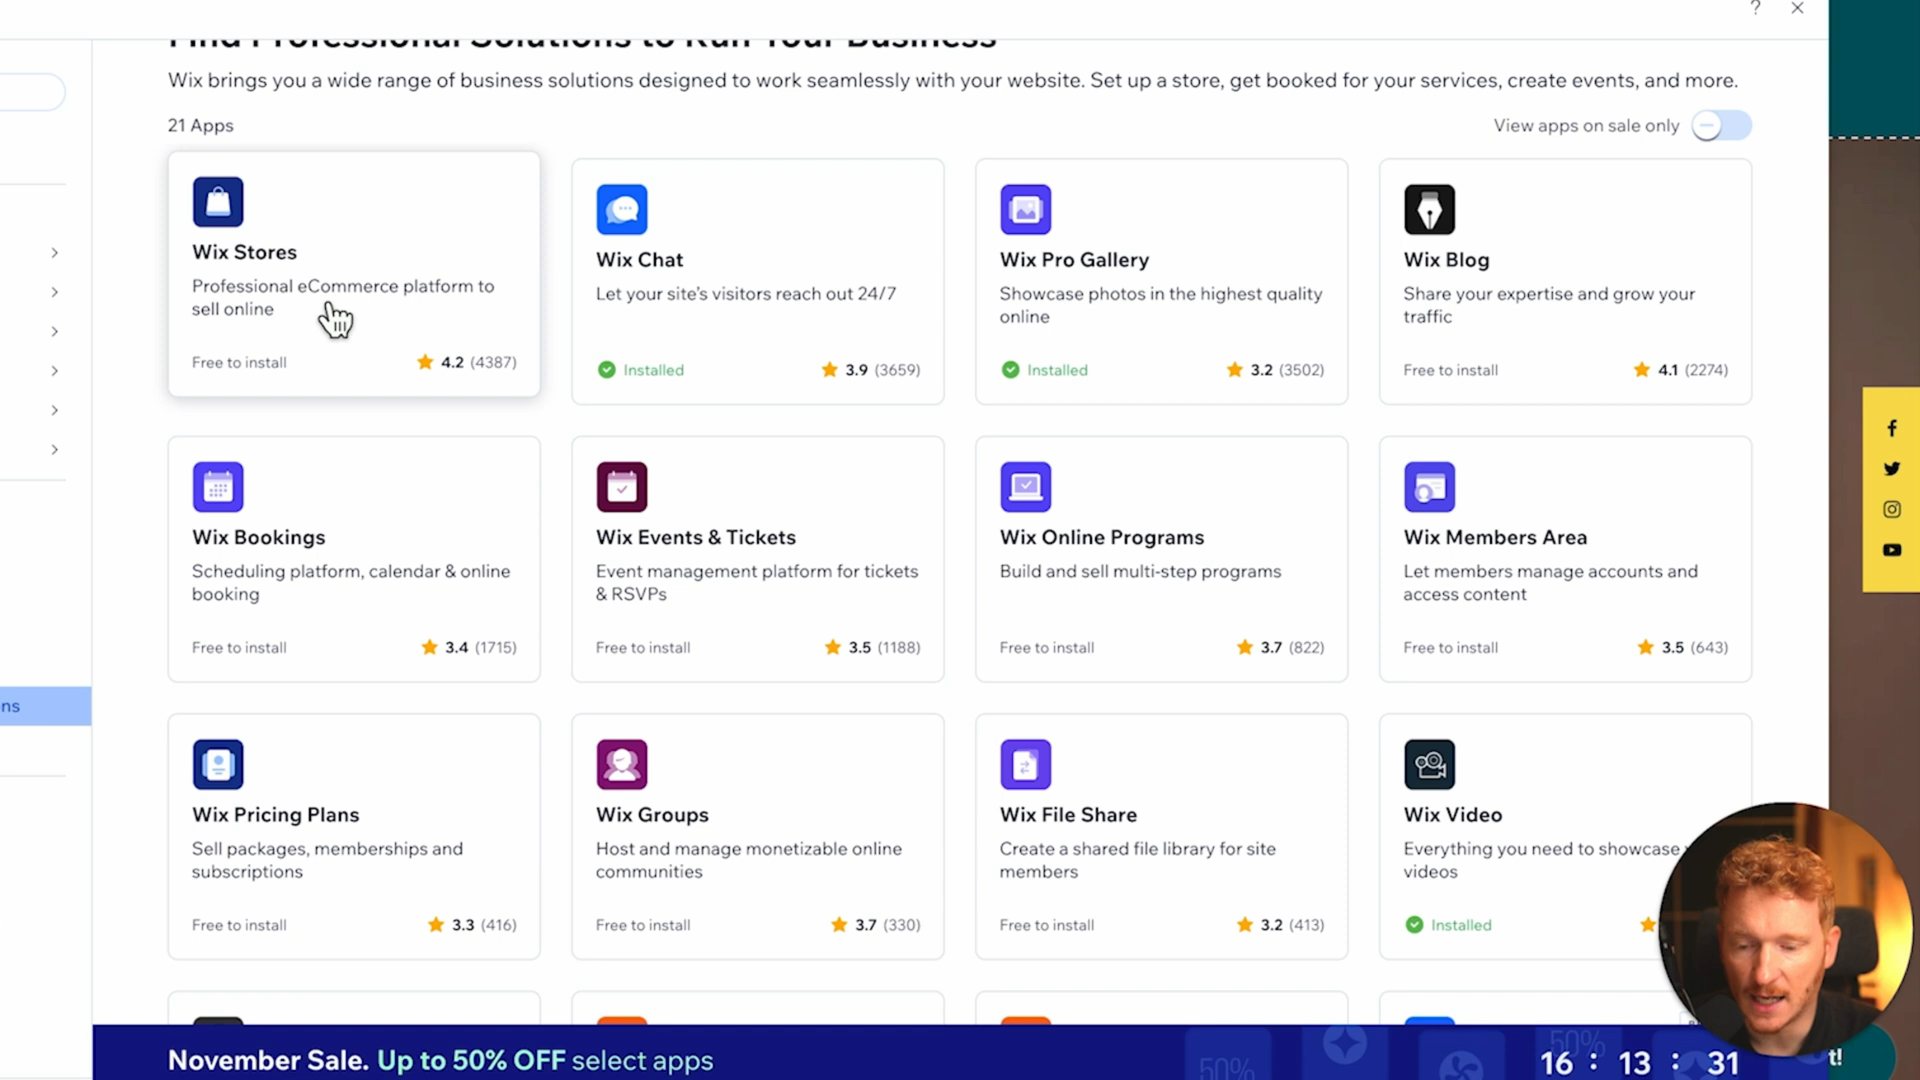 ?
Find Professional Solutions to Run Your Business
Wix brings you a wide range of business solutions designed to work seamlessly with your website. Set up a store, get booked for your services, create events, and more.
21 Apps
View apps on sale only
Wix Stores
Professional eCommerce platform to
sell online
Free to install
4.2 (4387)
Wix Chat
Let your site's visitors reach out 24/7
Installed
3.9 (3659)
Wix Pro Gallery
Showcase photos in the highest quality
online
Installed
3.2 (3502)
Wix Blog
Share your expertise and grow your
traffic
Free to install
4.1 (2274)
Wix Bookings
Scheduling platform, calendar & online
booking
Free to install
3.4 (1715)
Wix Events & Tickets
Event management platform for tickets
& RSVPs
Free to install
3.5 (1188)
Wix Online Programs
Build and sell multi-step programs
Free to install
3.7 (822)
Wix Members Area
Let members manage accounts and
access content
Free to install
3.5 (643)
ns
Wix Pricing Plans
Sell packages, memberships and
subscriptions
Free to install
3.3 (416)
Wix Groups
Host and manage monetizable online
communities
Free to install
3.7 (330)
Wix File Share
Create a shared file library for site
members
Free to install
3.2 (413)
Wix Video
Everything you need to showcase
videos
Installed
November Sale. Up to 50% OFF select apps
50%
50%
16 : 13 : 31
t!